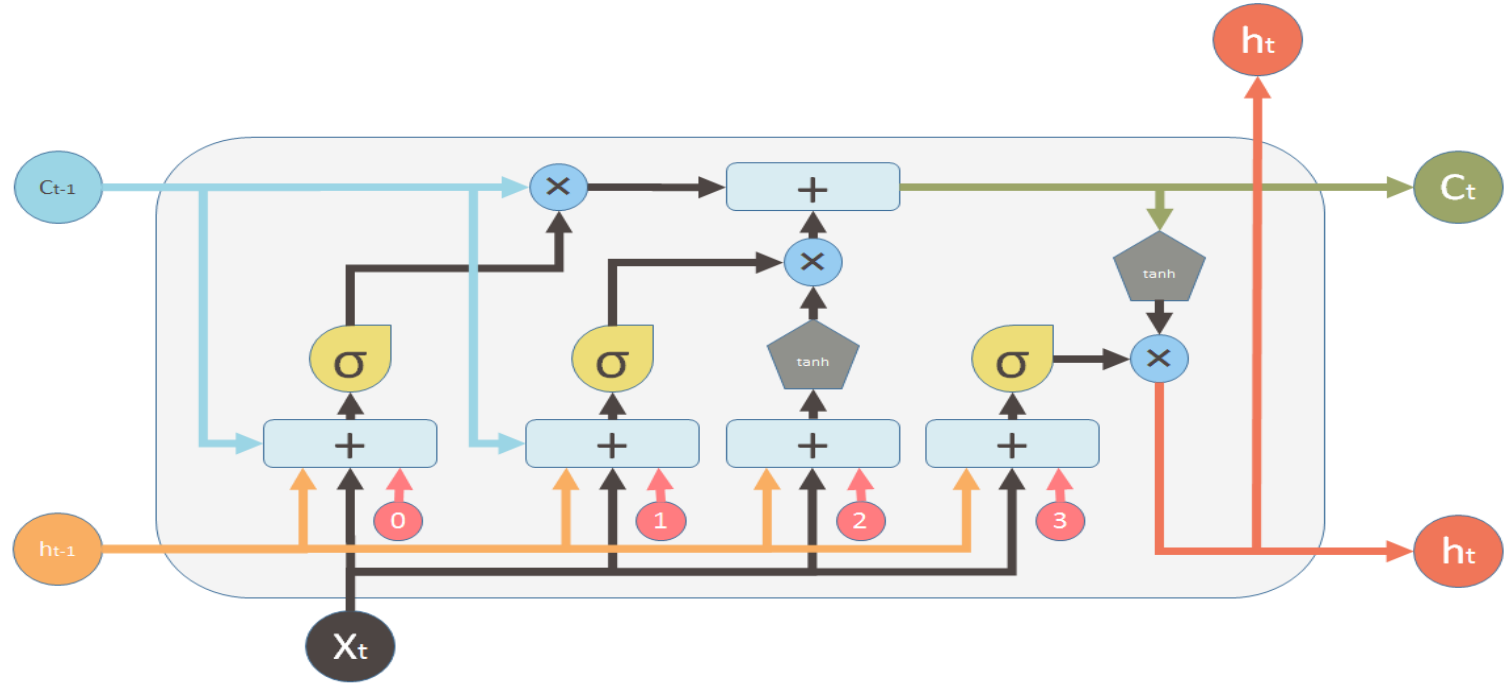 ht
Ct-1
×
+
Ct
×
tanh
σ
σ
tanh
σ
×
+
+
+
+
0
1
2
3
ht-1
ht
Xt